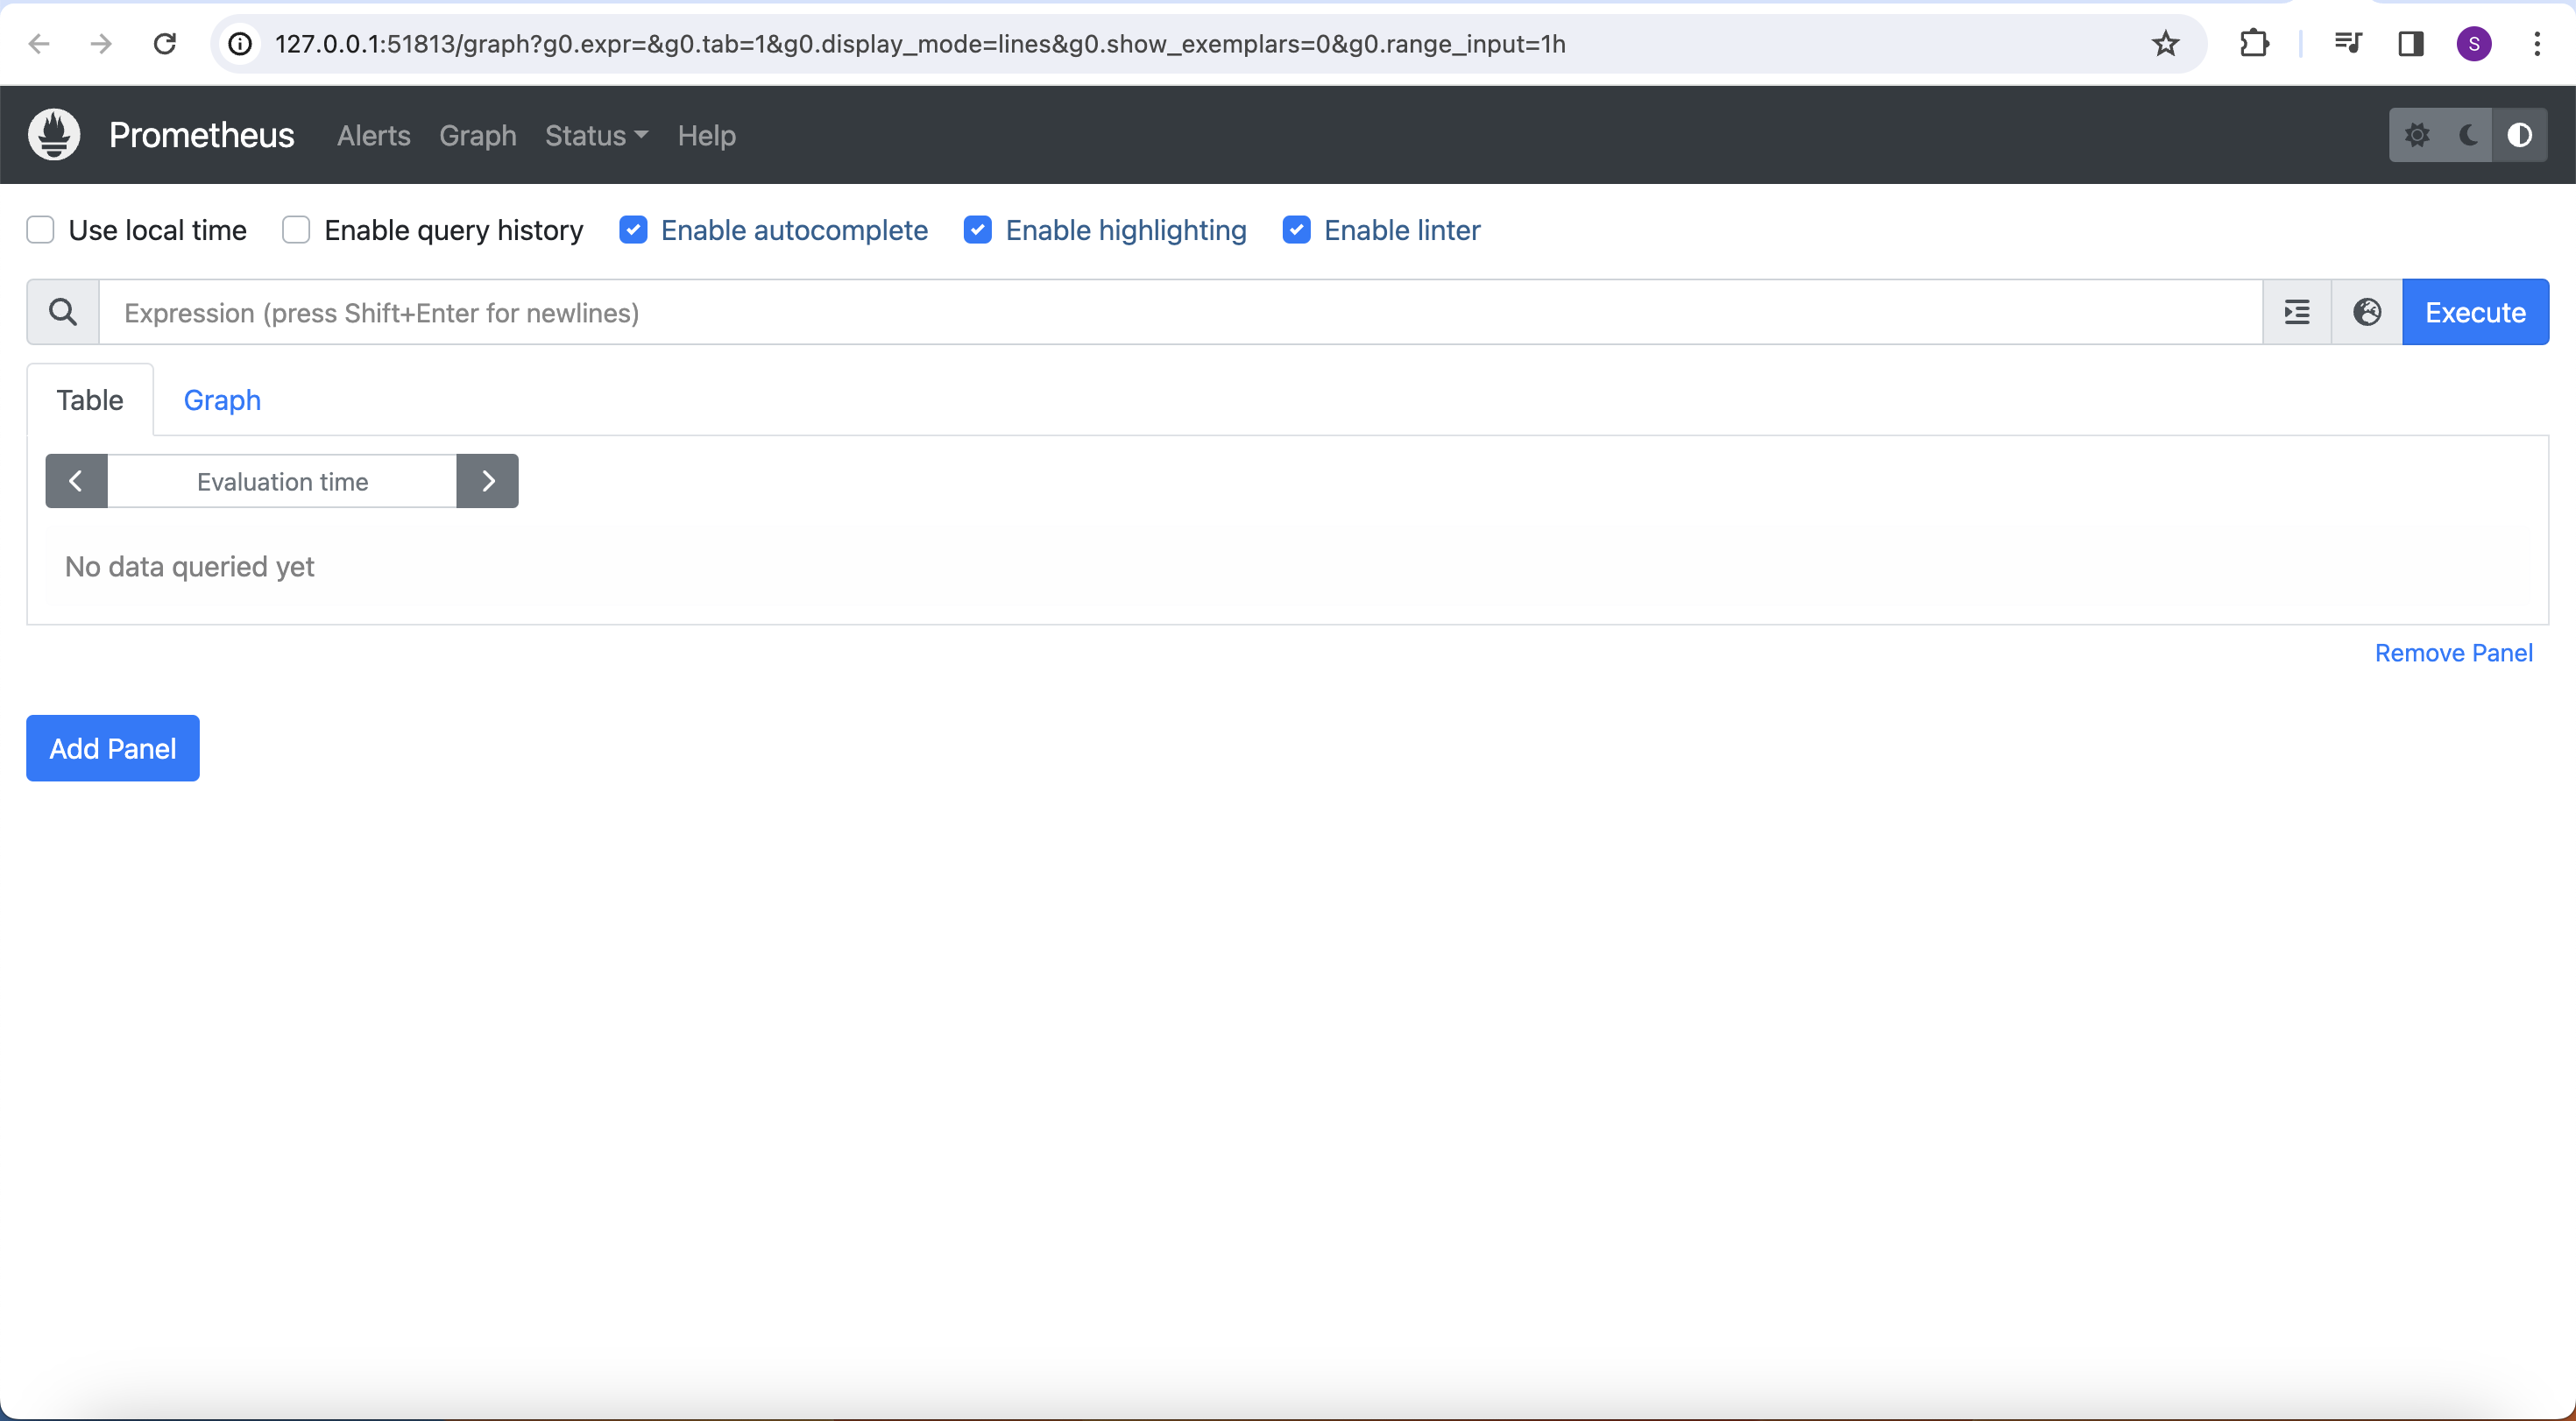 127.0.0.1:51813/graph?g0.expr=&g0.tab=1&g0.display_mode=lines&g0.show_exemplars=0&g0.range_input=1h
S
Prometheus Alerts Graph Status Help
Use local time Enable query history Enable autocomplete Enable highlighting Enable linter
Expression (press Shift+Enter for newlines) Execute
Table Graph
Evaluation time
No data queried yet
Remove Panel
Add Panel